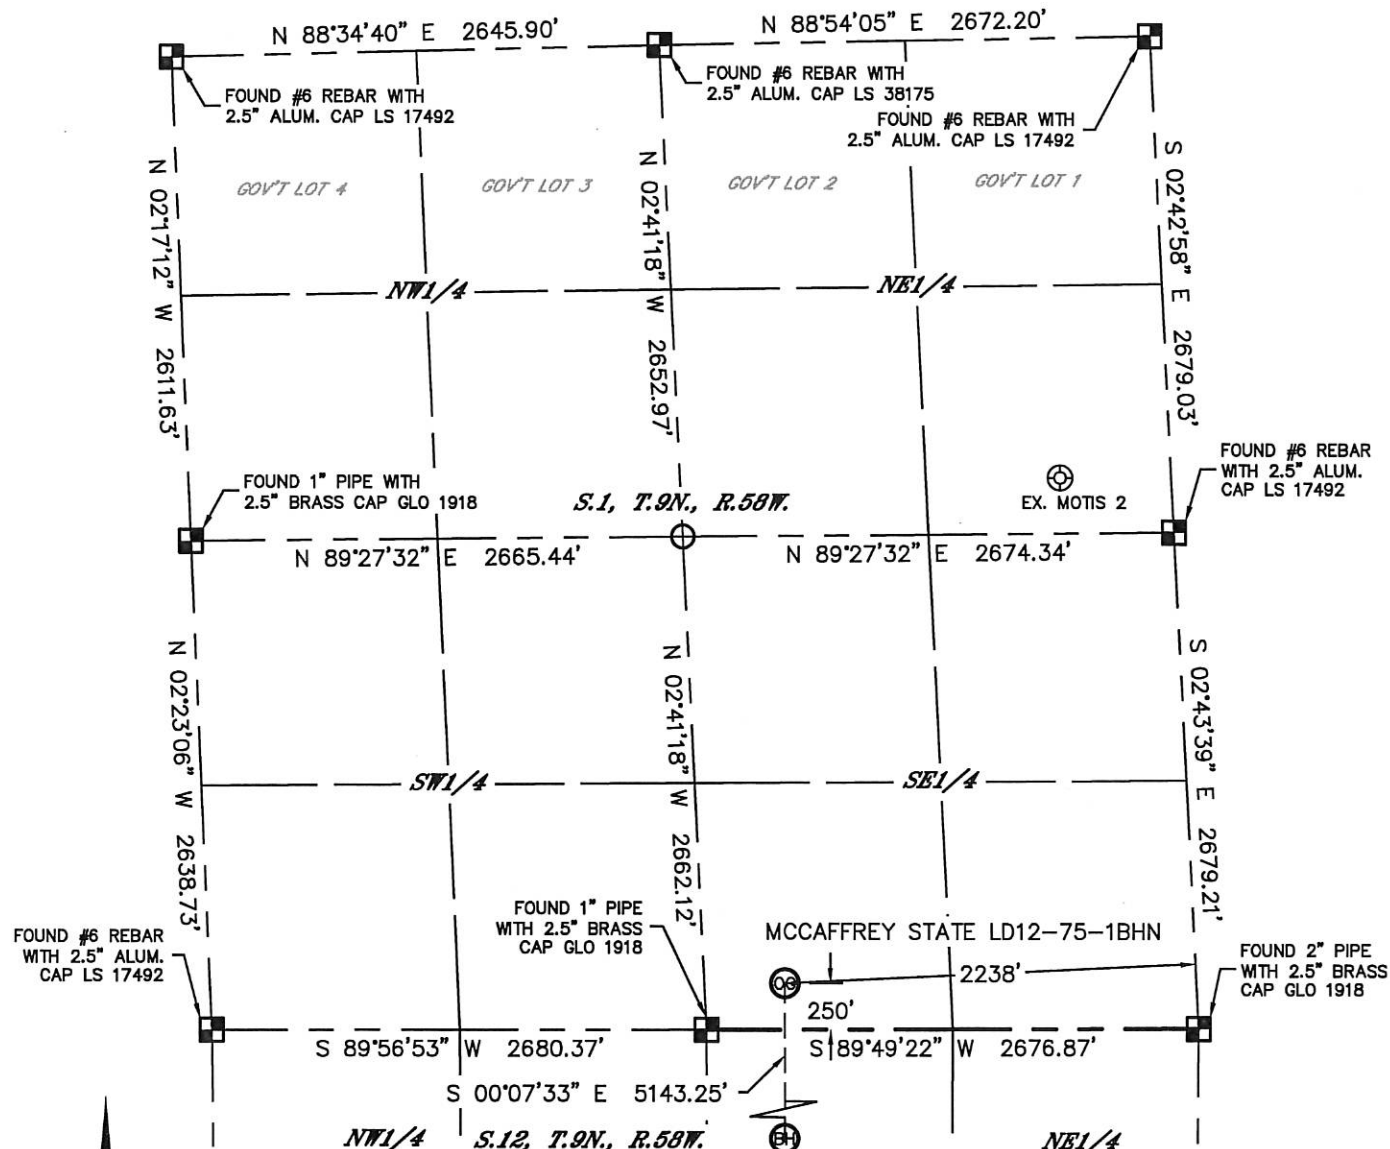 N 88°34'40" E 2645.90'
N 88°54'05" E 2672.20'
FOUND #6 REBAR WITH
2.5" ALUM. CAP LS 17492
FOUND #6 REBAR WITH
2.5" ALUM. CAP LS 38175
FOUND #6 REBAR WITH
2.5" ALUM. CAP LS 17492
N 02°17'12" W 2611.63'
N 02°41'18" W 2652.97'
S 02°42'58" E 2679.03'
GOV'T LOT 4
GOV'T LOT 3
GOV'T LOT 2
GOV'T LOT 1
NW1/4
NE1/4
FOUND 1" PIPE WITH
2.5" BRASS CAP GLO 1918
S.1, T.9N., R.58W.
EX. MOTIS 2
FOUND #6 REBAR
WITH 2.5" ALUM.
CAP LS 17492
N 89°27'32" E 2665.44'
N 89°27'32" E 2674.34'
N 02°23'06" W 2638.73'
N 02°41'18" W 2662.12'
S 02°43'39" E 2679.21'
SW1/4
SE1/4
FOUND #6 REBAR
WITH 2.5" ALUM.
CAP LS 17492
FOUND 1" PIPE
WITH 2.5" BRASS
CAP GLO 1918
MCCAFFREY STATE LD12-75-1BHN
2238'
OG
250'
FOUND 2" PIPE
WITH 2.5" BRASS
CAP GLO 1918
S 89°56'53" W 2680.37'
S 89°49'22" W 2676.87'
S 00°07'33" E 5143.25'
NW1/4
S.12, T.9N., R.58W.
BH
NE1/4